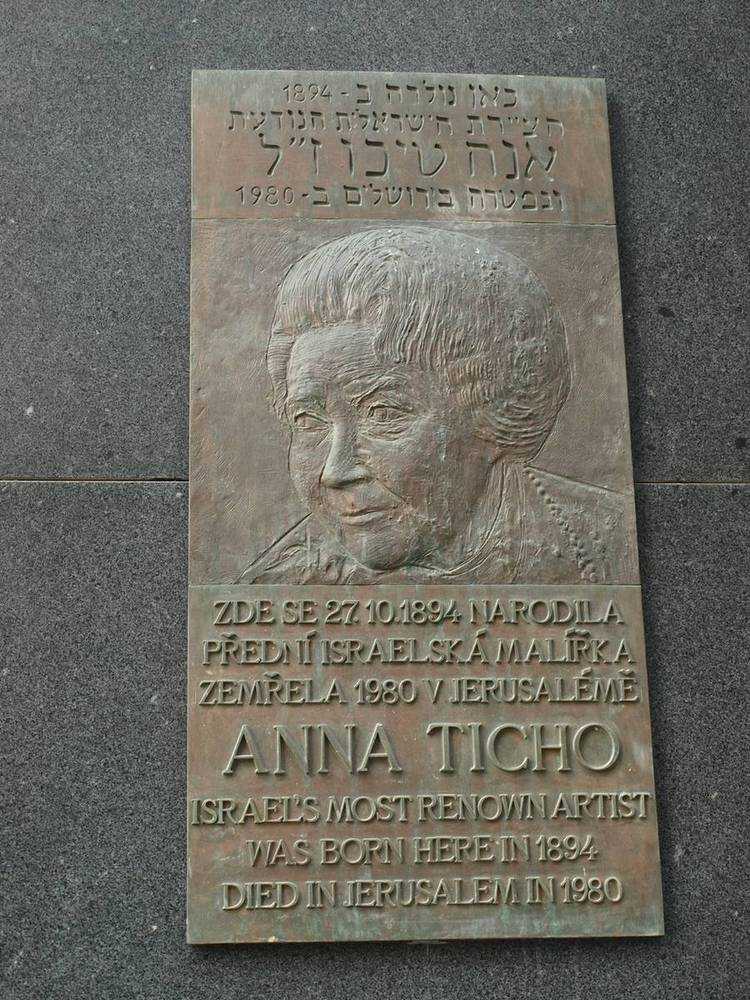 כאן נולדה ב-1894
הציירת הישראלית הנודעת
אנה טיכו ז"ל
ונפטרה בירושלים ב-1980
ZDE SE 27.10.1894 NARODILA
PŘEDNÍ ISRAELSKÁ MALÍŘKA
ZEMŘELA 1980 V JERUSALÉMĚ
ANNA TICHO
ISRAEL'S MOST RENOWN ARTIST
WAS BORN HERE IN 1894
DIED IN JERUSALEM IN 1980